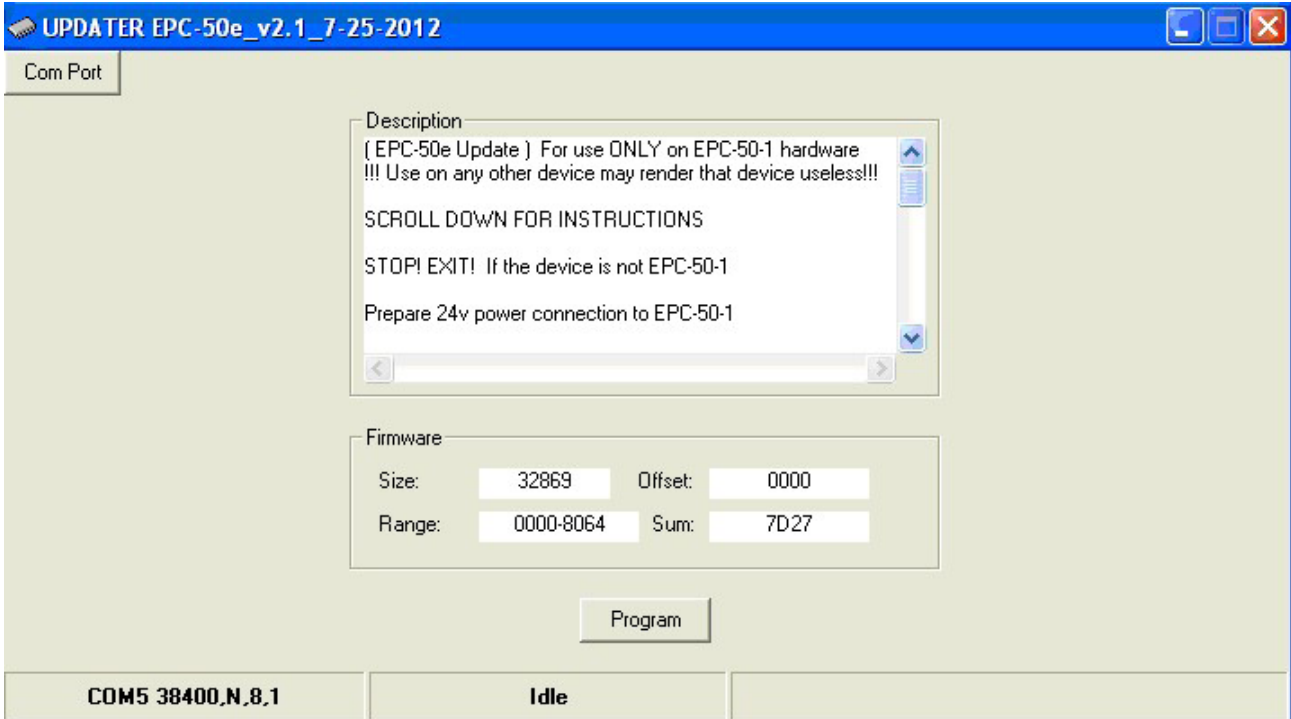 UPDATER EPC-50e_v2.1_7-25-2012
Com Port
Description
( EPC-50e Update )  For use ONLY on EPC-50-1 hardware
!!! Use on any other device may render that device useless!!!
SCROLL DOWN FOR INSTRUCTIONS
STOP! EXIT!  If the device is not EPC-50-1
Prepare 24v power connection to EPC-50-1
Firmware
Size: 32869 Offset: 0000
Range: 0000-8064 Sum: 7D27
Program
COM5 38400,N,8,1 Idle